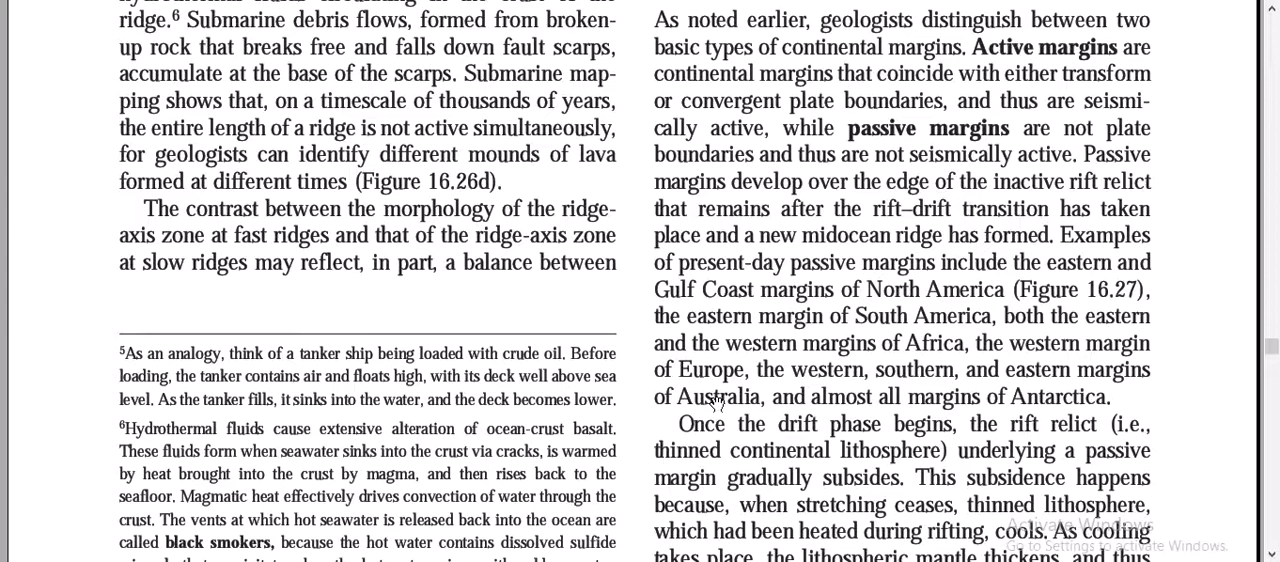 ridge.⁶ Submarine debris flows, formed from broken-
up rock that breaks free and falls down fault scarps,
accumulate at the base of the scarps. Submarine map-
ping shows that, on a timescale of thousands of years,
the entire length of a ridge is not active simultaneously,
for geologists can identify different mounds of lava
formed at different times (Figure 16.26d).
The contrast between the morphology of the ridge-
axis zone at fast ridges and that of the ridge-axis zone
at slow ridges may reflect, in part, a balance between
⁵As an analogy, think of a tanker ship being loaded with crude oil. Before
loading, the tanker contains air and floats high, with its deck well above sea
level. As the tanker fills, it sinks into the water, and the deck becomes lower.
⁶Hydrothermal fluids cause extensive alteration of ocean-crust basalt.
These fluids form when seawater sinks into the crust via cracks, is warmed
by heat brought into the crust by magma, and then rises back to the
seafloor. Magmatic heat effectively drives convection of water through the
crust. The vents at which hot seawater is released back into the ocean are
called black smokers, because the hot water contains dissolved sulfide
As noted earlier, geologists distinguish between two
basic types of continental margins. Active margins are
continental margins that coincide with either transform
or convergent plate boundaries, and thus are seismi-
cally active, while passive margins are not plate
boundaries and thus are not seismically active. Passive
margins develop over the edge of the inactive rift relict
that remains after the rift–drift transition has taken
place and a new midocean ridge has formed. Examples
of present-day passive margins include the eastern and
Gulf Coast margins of North America (Figure 16.27),
the eastern margin of South America, both the eastern
and the western margins of Africa, the western margin
of Europe, the western, southern, and eastern margins
of Australia, and almost all margins of Antarctica.
Once the drift phase begins, the rift relict (i.e.,
thinned continental lithosphere) underlying a passive
margin gradually subsides. This subsidence happens
because, when stretching ceases, thinned lithosphere,
which had been heated during rifting, cools. As cooling
takes place, the lithospheric mantle thickens, and thus
Activate Windows
Go to Settings to activate Windows.